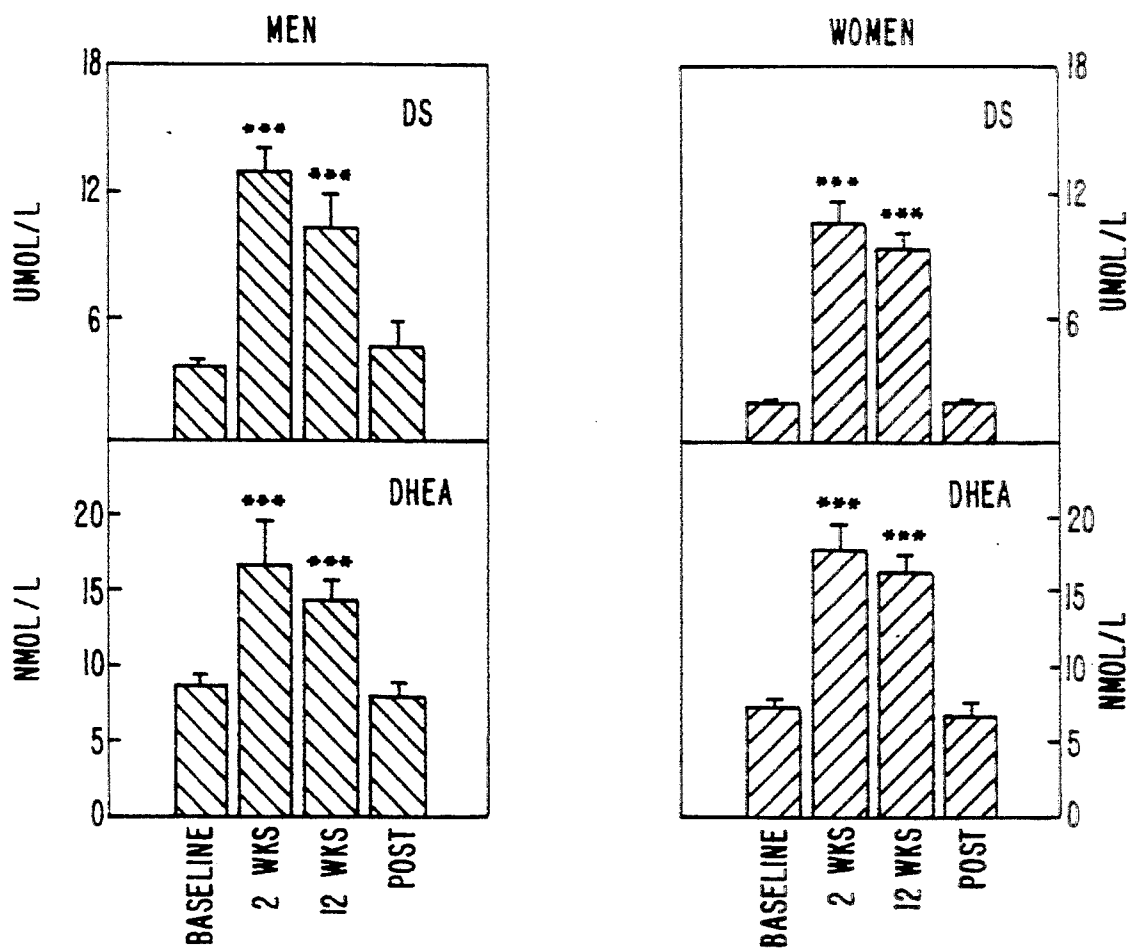 MEN
18
DS
***
***
12
UMOL/L
6
DHEA
***
20
***
15
NMOL/L
10
5
0
BASELINE
2 WKS
12 WKS
POST
WOMEN
18
DS
***
12
***
UMOL/L
6
DHEA
***
20
***
15
NMOL/L
10
5
0
BASELINE
2 WKS
12 WKS
POST